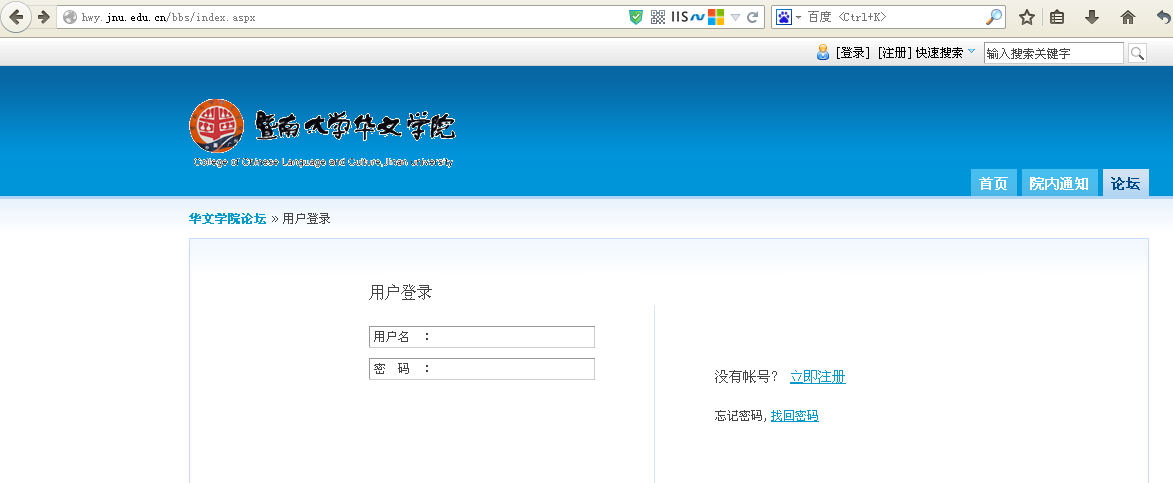 hwy.jnu.edu.cn/bbs/index.aspx IIS 百度 <Ctrl+K>
[登录] [注册] 快速搜索 输入搜索关键字
暨南大学华文学院
College of Chinese Language and Culture,Jinan university
首页 院内通知 论坛
华文学院论坛 » 用户登录
用户登录
用户名 ：
密 码 ：
没有帐号？ 立即注册
忘记密码, 找回密码